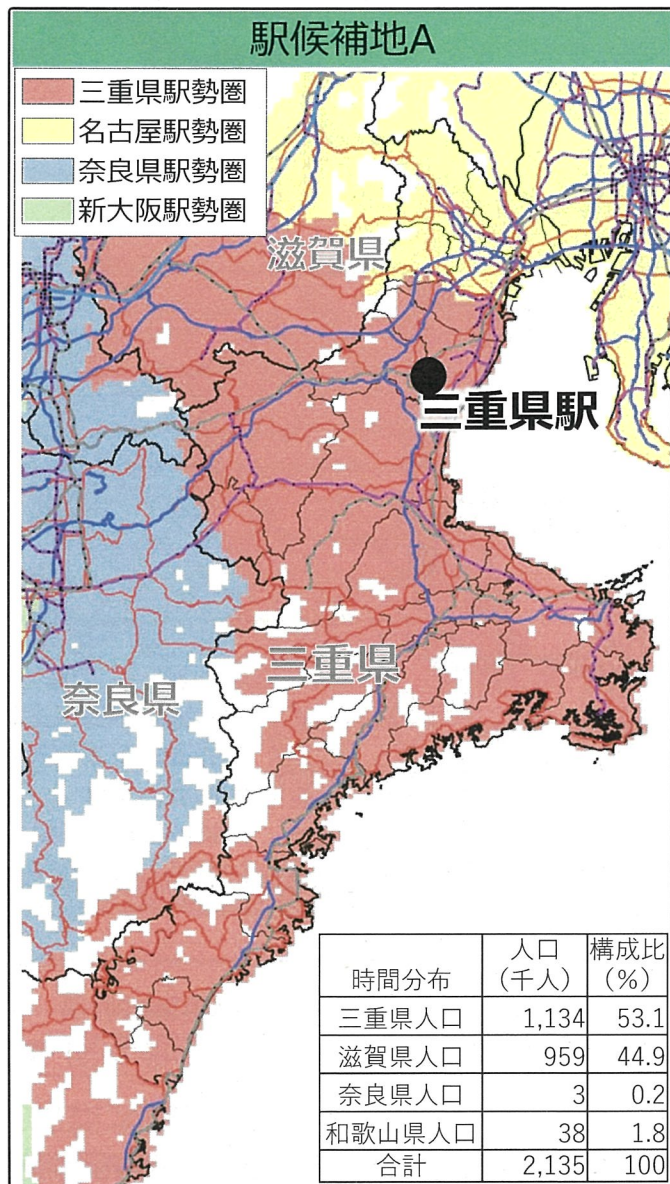 駅候補地A
三重県駅勢圏
名古屋駅勢圏
奈良県駅勢圏
新大阪駅勢圏
滋賀県
三重県駅
三重県
奈良県
時間分布 人口(千人) 構成比(%)
三重県人口 1,134 53.1
滋賀県人口 959 44.9
奈良県人口 3 0.2
和歌山県人口 38 1.8
合計 2,135 100